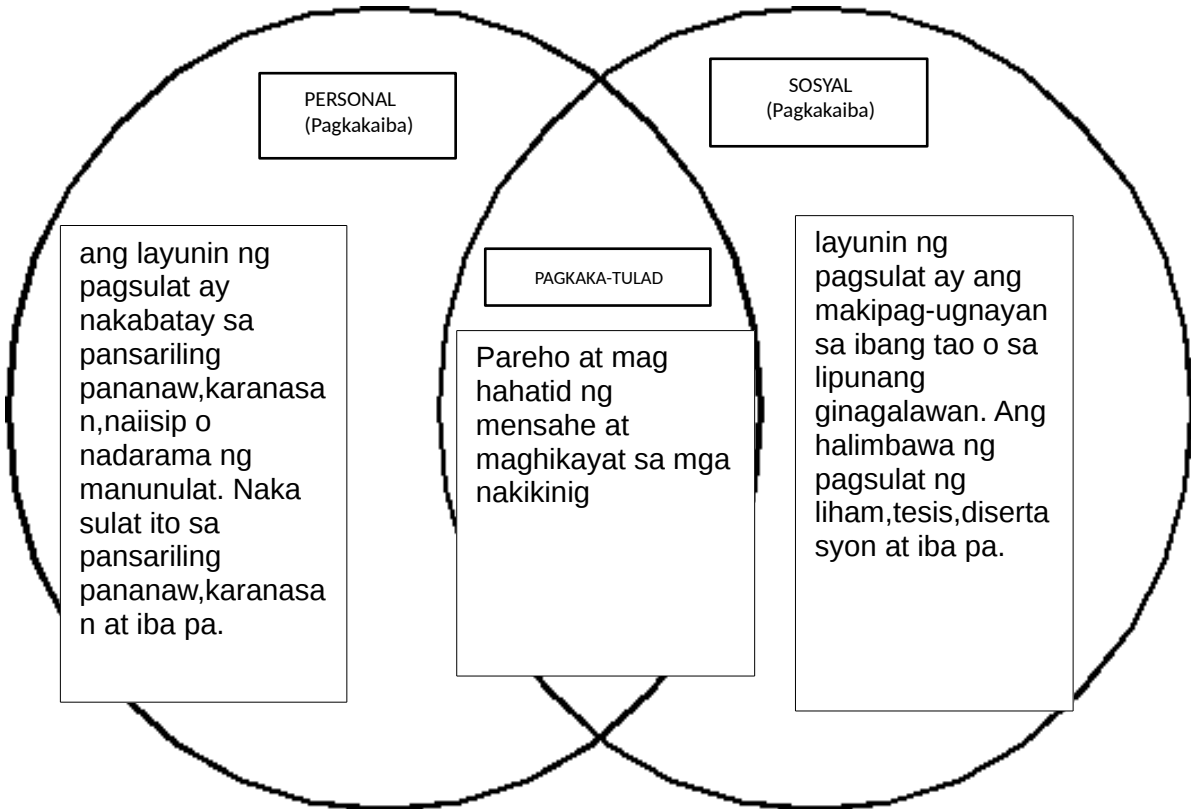 PERSONAL
(Pagkakaiba)
ang layunin ng
pagsulat ay
nakabatay sa
pansariling
pananaw,karanasa
n,naiisip o
nadarama ng
manunulat. Naka
sulat ito sa
pansariling
pananaw,karanasa
n at iba pa.
PAGKAKA-TULAD
Pareho at mag
hahatid ng
mensahe at
maghikayat sa mga
nakikinig
SOSYAL
(Pagkakaiba)
layunin ng
pagsulat ay ang
makipag-ugnayan
sa ibang tao o sa
lipunang
ginagalawan. Ang
halimbawa ng
pagsulat ng
liham,tesis,diserta
syon at iba pa.